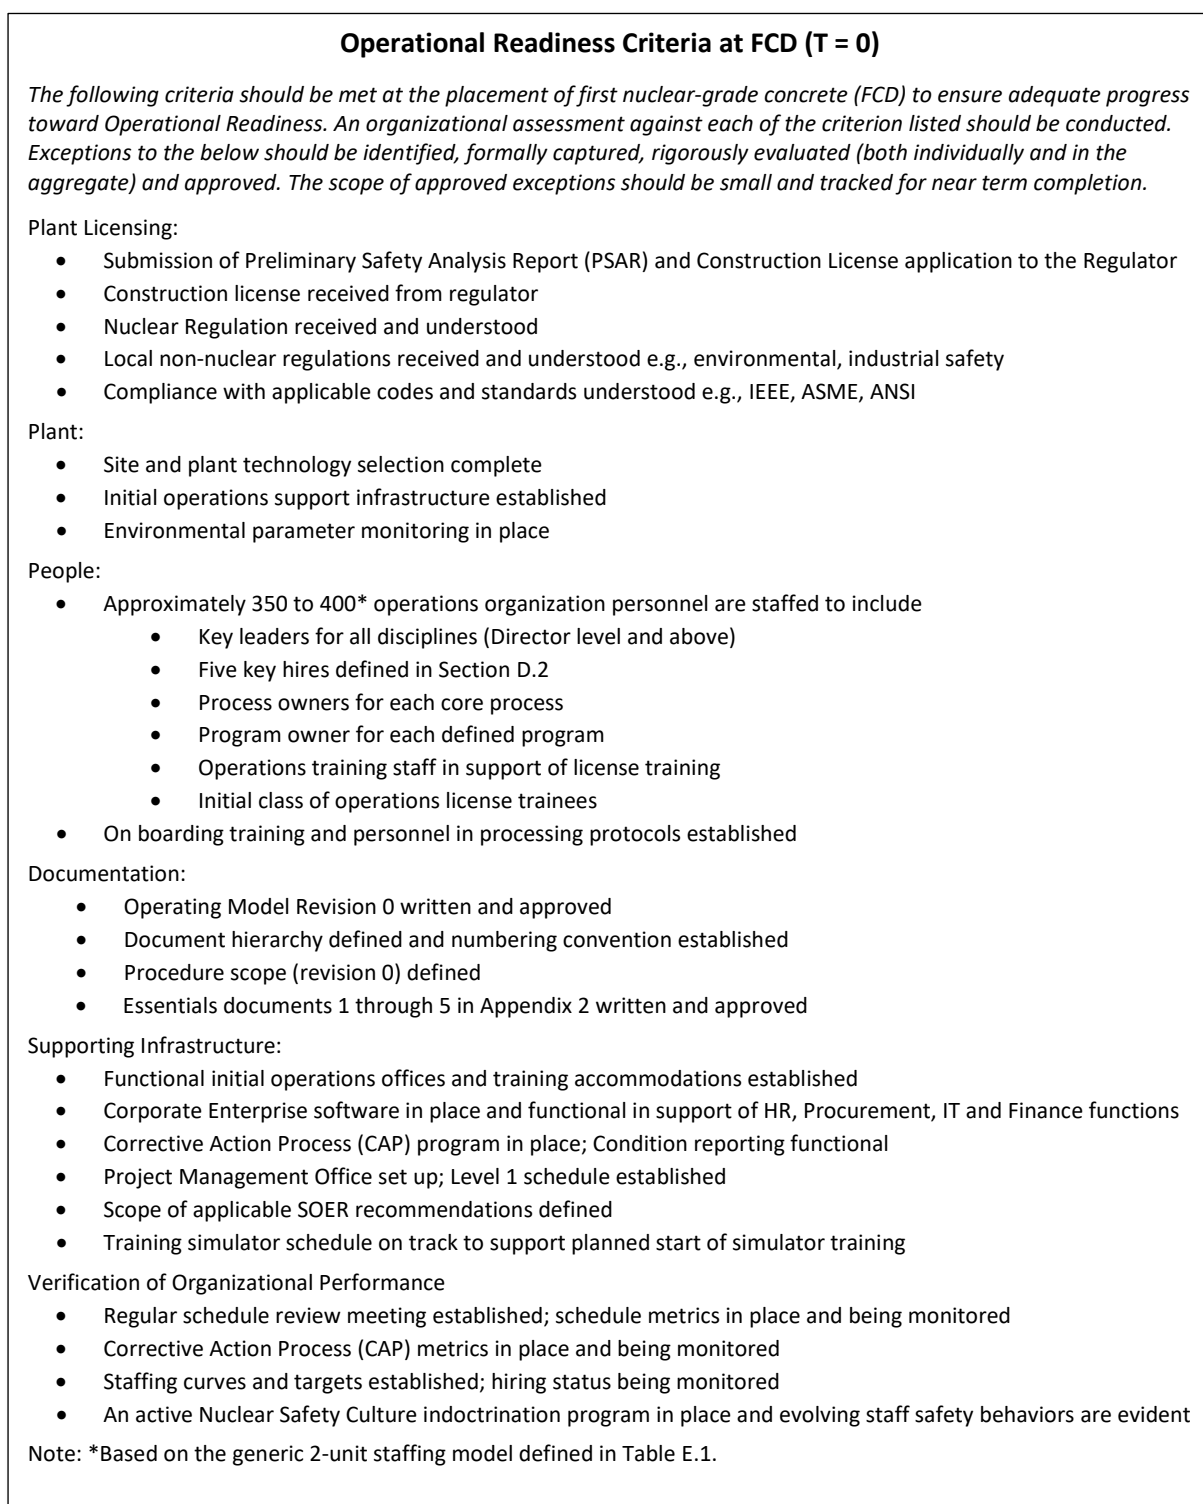 Operational Readiness Criteria at FCD (T = 0)
The following criteria should be met at the placement of first nuclear-grade concrete (FCD) to ensure adequate progress
toward Operational Readiness. An organizational assessment against each of the criterion listed should be conducted.
Exceptions to the below should be identified, formally captured, rigorously evaluated (both individually and in the
aggregate) and approved. The scope of approved exceptions should be small and tracked for near term completion.
Plant Licensing:
• Submission of Preliminary Safety Analysis Report (PSAR) and Construction License application to the Regulator
• Construction license received from regulator
• Nuclear Regulation received and understood
• Local non-nuclear regulations received and understood e.g., environmental, industrial safety
• Compliance with applicable codes and standards understood e.g., IEEE, ASME, ANSI
Plant:
• Site and plant technology selection complete
• Initial operations support infrastructure established
• Environmental parameter monitoring in place
People:
• Approximately 350 to 400* operations organization personnel are staffed to include
• Key leaders for all disciplines (Director level and above)
• Five key hires defined in Section D.2
• Process owners for each core process
• Program owner for each defined program
• Operations training staff in support of license training
• Initial class of operations license trainees
• On boarding training and personnel in processing protocols established
Documentation:
• Operating Model Revision 0 written and approved
• Document hierarchy defined and numbering convention established
• Procedure scope (revision 0) defined
• Essentials documents 1 through 5 in Appendix 2 written and approved
Supporting Infrastructure:
• Functional initial operations offices and training accommodations established
• Corporate Enterprise software in place and functional in support of HR, Procurement, IT and Finance functions
• Corrective Action Process (CAP) program in place; Condition reporting functional
• Project Management Office set up; Level 1 schedule established
• Scope of applicable SOER recommendations defined
• Training simulator schedule on track to support planned start of simulator training
Verification of Organizational Performance
• Regular schedule review meeting established; schedule metrics in place and being monitored
• Corrective Action Process (CAP) metrics in place and being monitored
• Staffing curves and targets established; hiring status being monitored
• An active Nuclear Safety Culture indoctrination program in place and evolving staff safety behaviors are evident
Note: *Based on the generic 2-unit staffing model defined in Table E.1.